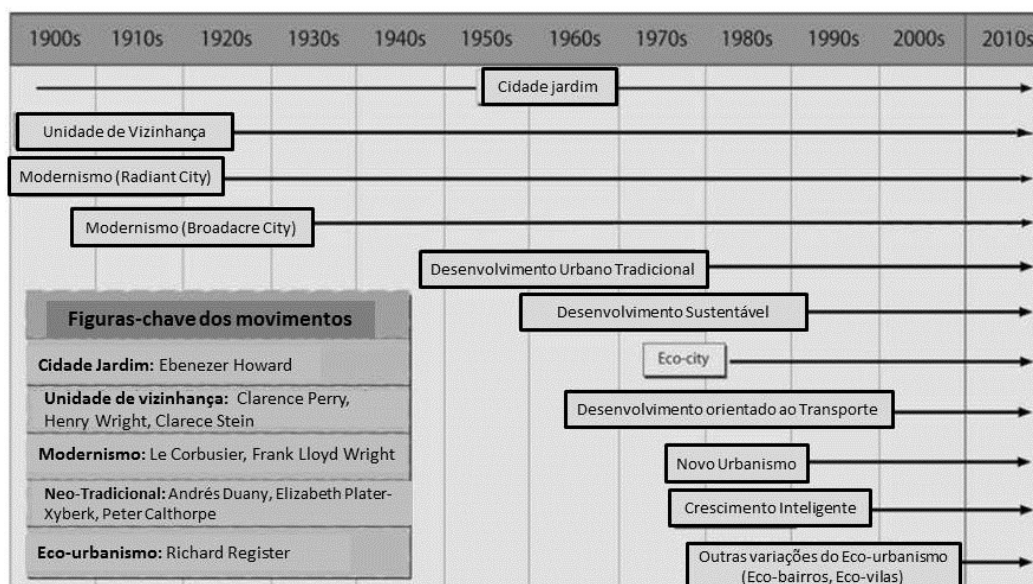 1900s 1910s 1920s 1930s 1940s 1950s 1960s 1970s 1980s 1990s 2000s 2010s
Cidade jardim
Unidade de Vizinhança
Modernismo (Radiant City)
Modernismo (Broadacre City)
Desenvolvimento Urbano Tradicional
Desenvolvimento Sustentável
Eco-city
Desenvolvimento orientado ao Transporte
Novo Urbanismo
Crescimento Inteligente
Outras variações do Eco-urbanismo
(Eco-bairros, Eco-vilas)
Figuras-chave dos movimentos
Cidade Jardim: Ebenezer Howard
Unidade de vizinhança: Clarence Perry,
Henry Wright, Clarece Stein
Modernismo: Le Corbusier, Frank Lloyd Wright
Neo-Tradicional: Andrés Duany, Elizabeth Plater-
Xyberk, Peter Calthorpe
Eco-urbanismo: Richard Register